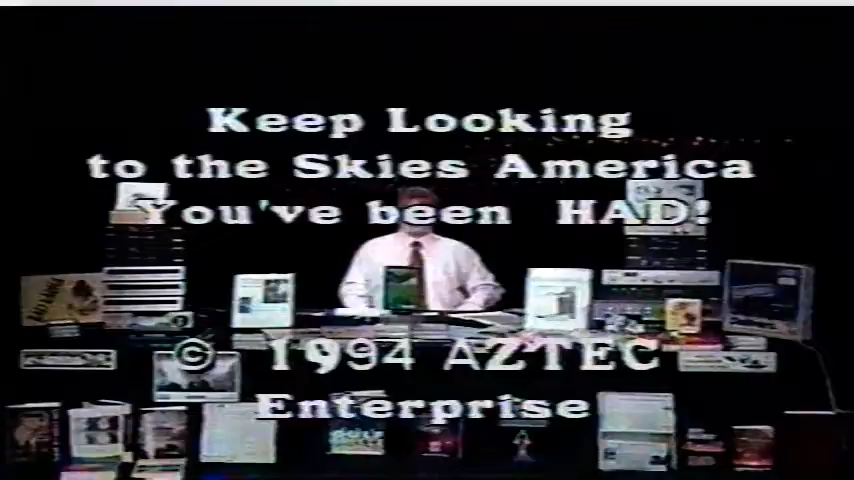 Keep Looking
to the Skies America
You've been HAD!
© 1994 AZTEC
Enterprise